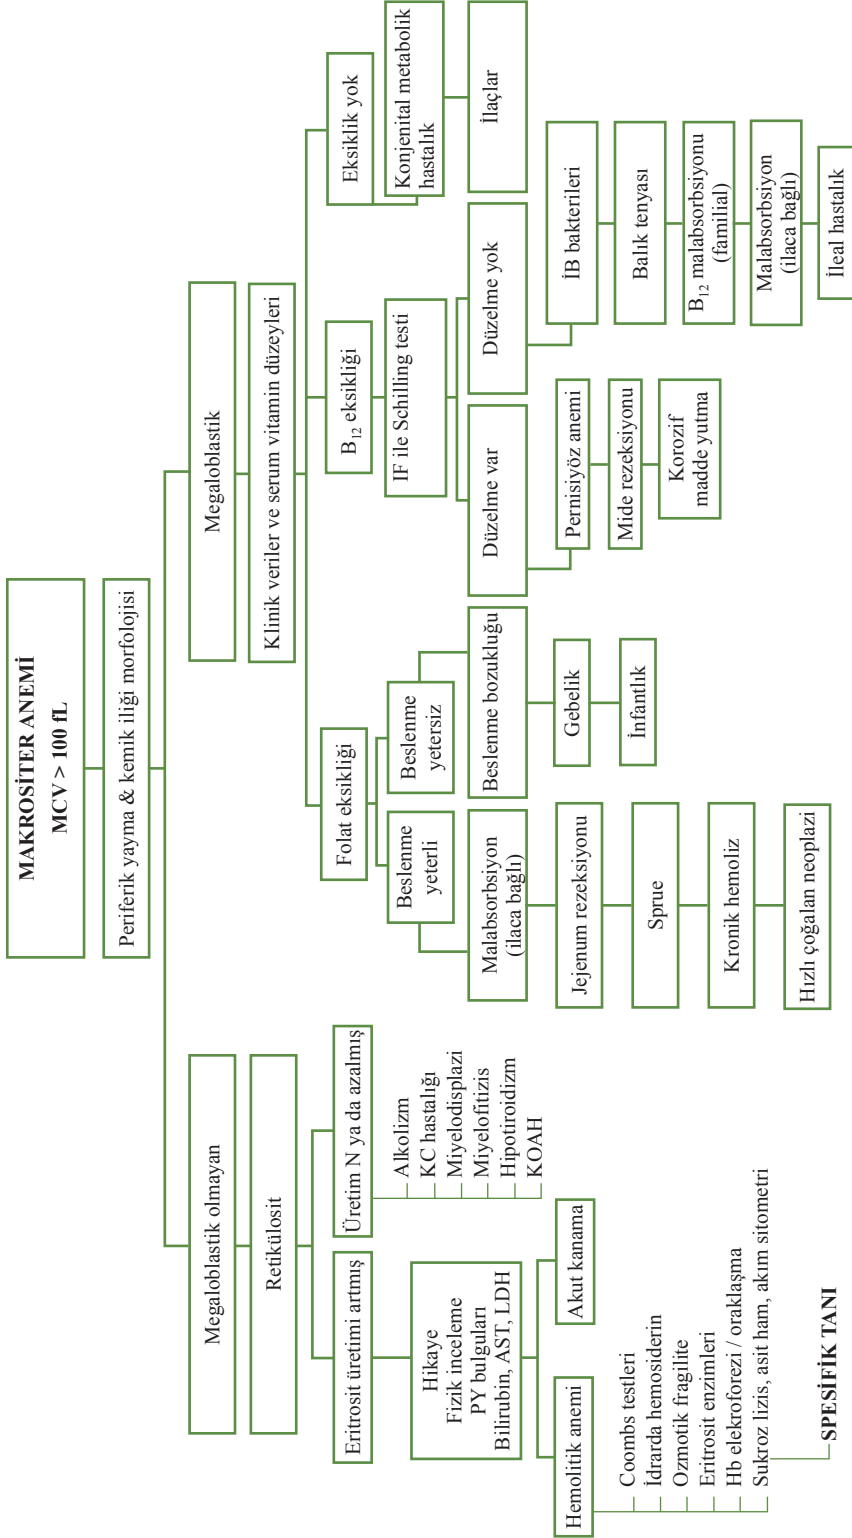 MAKROSİTER ANEMİ
MCV > 100 fL
Periferik yayma & kemik iliği morfolojisi
Megaloblastik olmayan
Retikülosit
Eritrosit üretimi artmış
Hikaye
Fizik inceleme
PY bulguları
Bilirubin, AST, LDH
Hemolitik anemi
Coombs testleri
İdrarda hemosiderin
Ozmotik fragilite
Eritrosit enzimleri
Hb elekroforezi / oraklaşma
Sukroz lizis, asit ham, akım sitometri
SPESİFİK TANI
Akut kanama
Üretim N ya da azalmış
Alkolizm
KC hastalığı
Miyelodisplazi
Miyelofitizis
Hipotiroidizm
KOAH
Megaloblastik
Klinik veriler ve serum vitamin düzeyleri
Folat eksikliği
Beslenme
yeterli
Malabsorbsiyon
(ilaca bağlı)
Jejenum rezeksiyonu
Sprue
Kronik hemoliz
Hızlı çoğalan neoplazi
Beslenme
yetersiz
Beslenme bozukluğu
Gebelik
İnfantlık
B₁₂ eksikliği
IF ile Schilling testi
Düzelme var
Pernisiyöz anemi
Mide rezeksiyonu
Korozif
madde yutma
Düzelme yok
İB bakterileri
Balık tenyası
B₁₂ malabsorbsiyonu
(familial)
Malabsorbsiyon
(ilaca bağlı)
İleal hastalık
Eksiklik yok
Konjenital metabolik
hastalık
İlaçlar